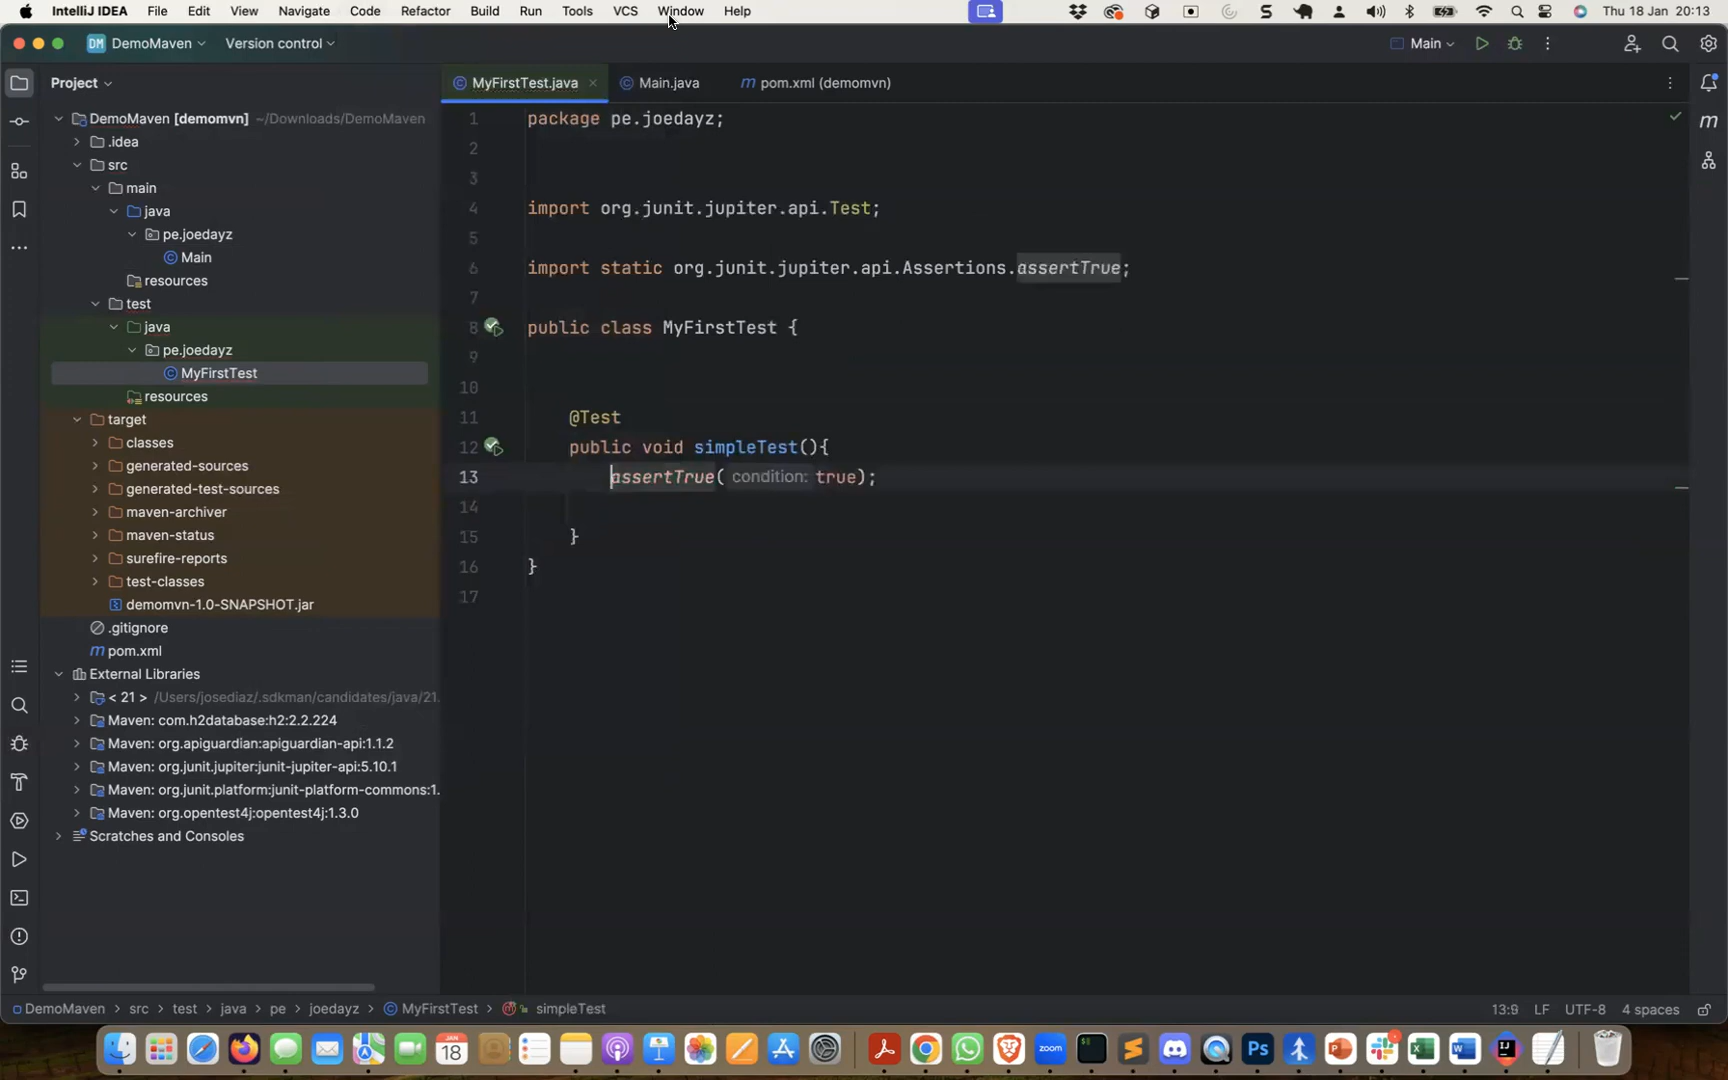 IntelliJ IDEA File Edit View Navigate Code Refactor Build Run Tools VCS Window Help Thu 18 Jan 20:13
DM DemoMaven Version control Main
Project
MyFirstTest.java Main.java m pom.xml (demomvn)
DemoMaven [demomvn] ~/Downloads/DemoMaven
.idea
src
main
java
pe.joedayz
Main
resources
test
java
pe.joedayz
MyFirstTest
resources
target
classes
generated-sources
generated-test-sources
maven-archiver
maven-status
surefire-reports
test-classes
demomvn-1.0-SNAPSHOT.jar
.gitignore
m pom.xml
External Libraries
< 21 > /Users/josediaz/.sdkman/candidates/java/21.
Maven: com.h2database:h2:2.2.224
Maven: org.apiguardian:apiguardian-api:1.1.2
Maven: org.junit.jupiter:junit-jupiter-api:5.10.1
Maven: org.junit.platform:junit-platform-commons:1.
Maven: org.opentest4j:opentest4j:1.3.0
Scratches and Consoles
1 package pe.joedayz;
2
3
4 import org.junit.jupiter.api.Test;
5
6 import static org.junit.jupiter.api.Assertions.assertTrue;
7
8 public class MyFirstTest {
9
10
11 @Test
12 public void simpleTest(){
13 assertTrue( condition: true);
14
15 }
16 }
17
DemoMaven > src > test > java > pe > joedayz > MyFirstTest > simpleTest 13:9 LF UTF-8 4 spaces
JAN
18
zoom
Ps